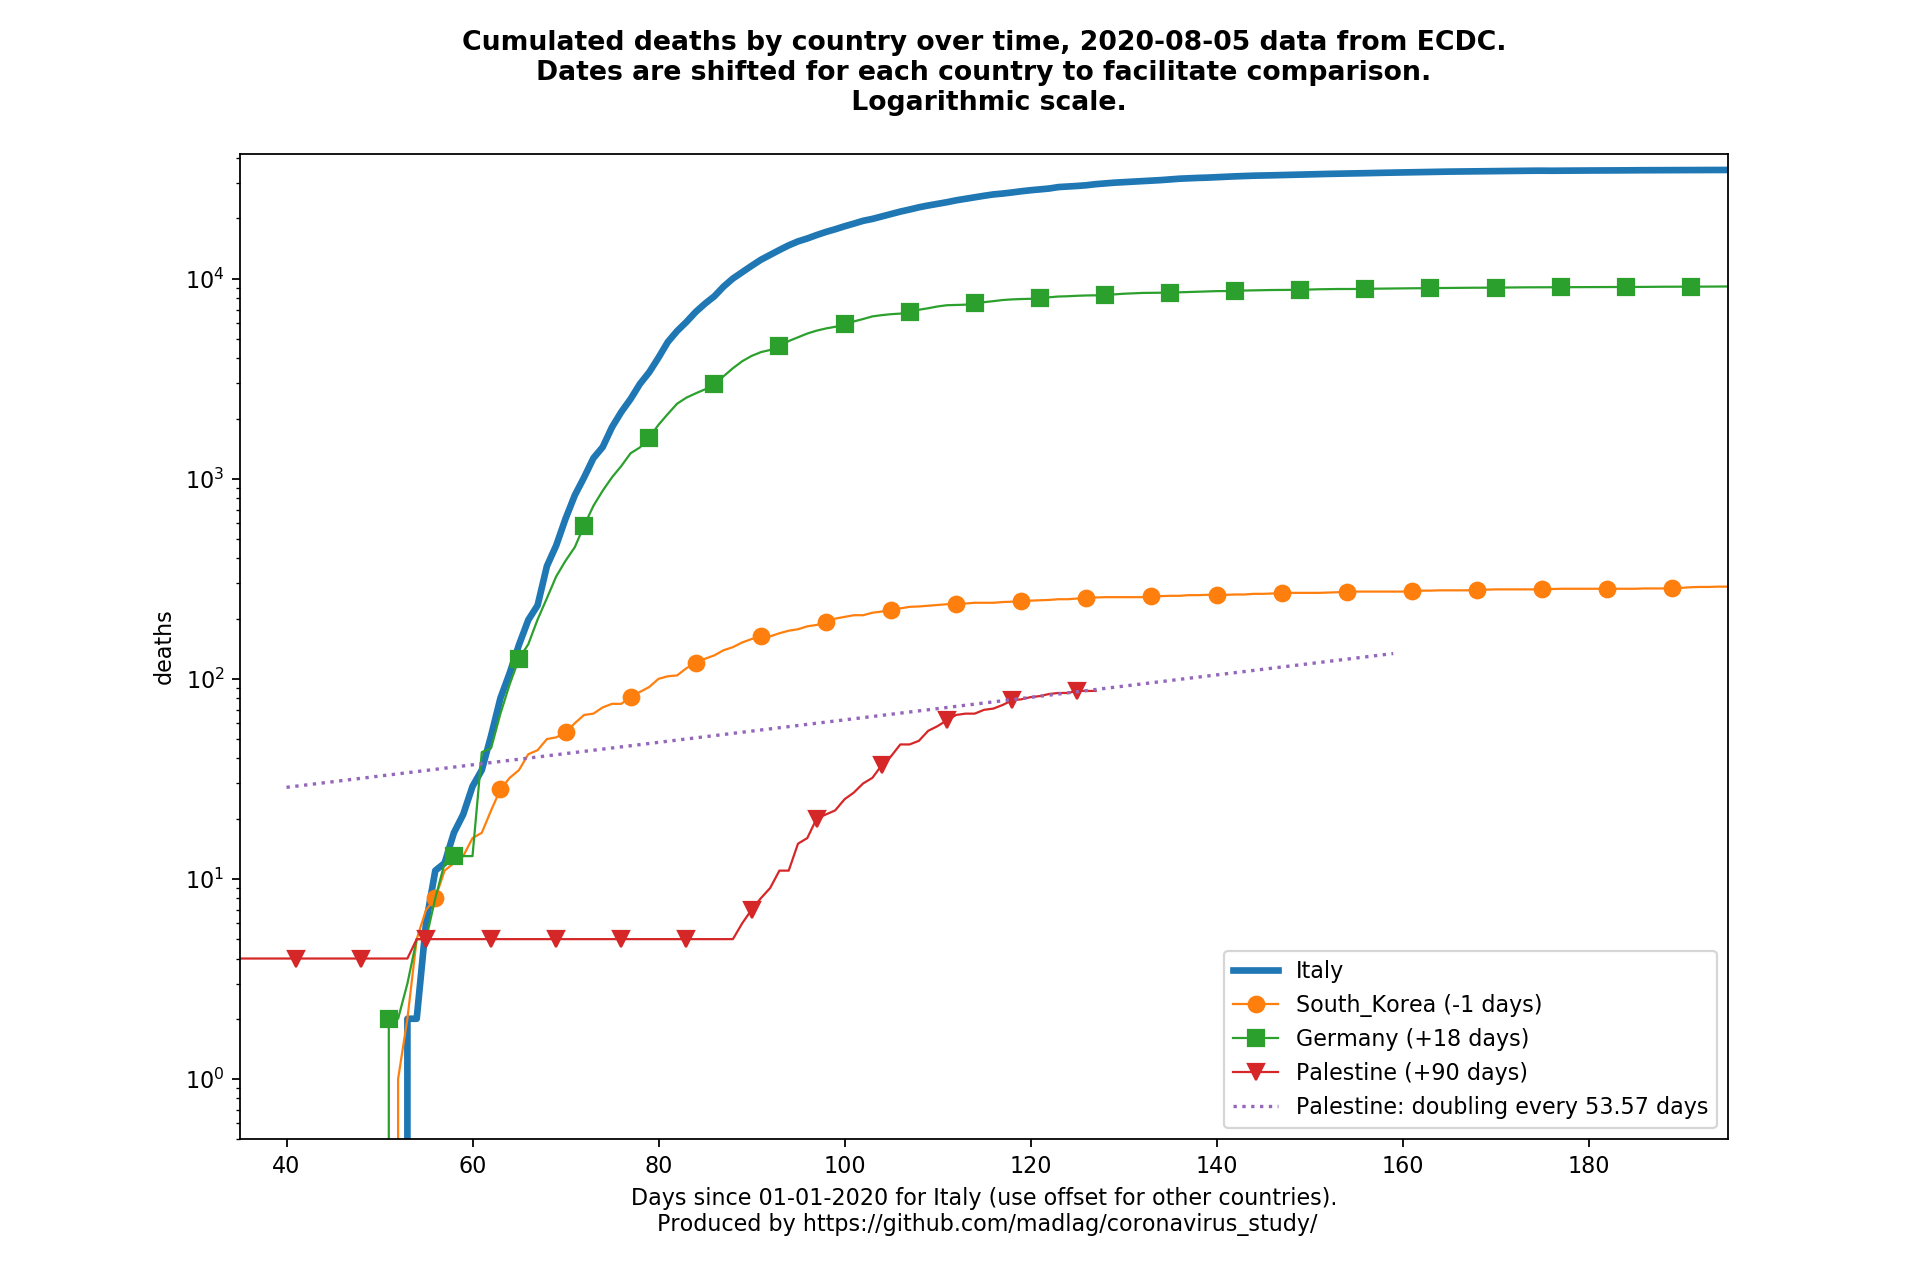 Cumulated deaths by country over time, 2020-08-05 data from ECDC.
Dates are shifted for each country to facilitate comparison.
Logarithmic scale.
deaths
10^4
10^3
10^2
10^1
10^0
Italy
South_Korea (-1 days)
Germany (+18 days)
Palestine (+90 days)
Palestine: doubling every 53.57 days
40 60 80 100 120 140 160 180
Days since 01-01-2020 for Italy (use offset for other countries).
Produced by https://github.com/madlag/coronavirus_study/